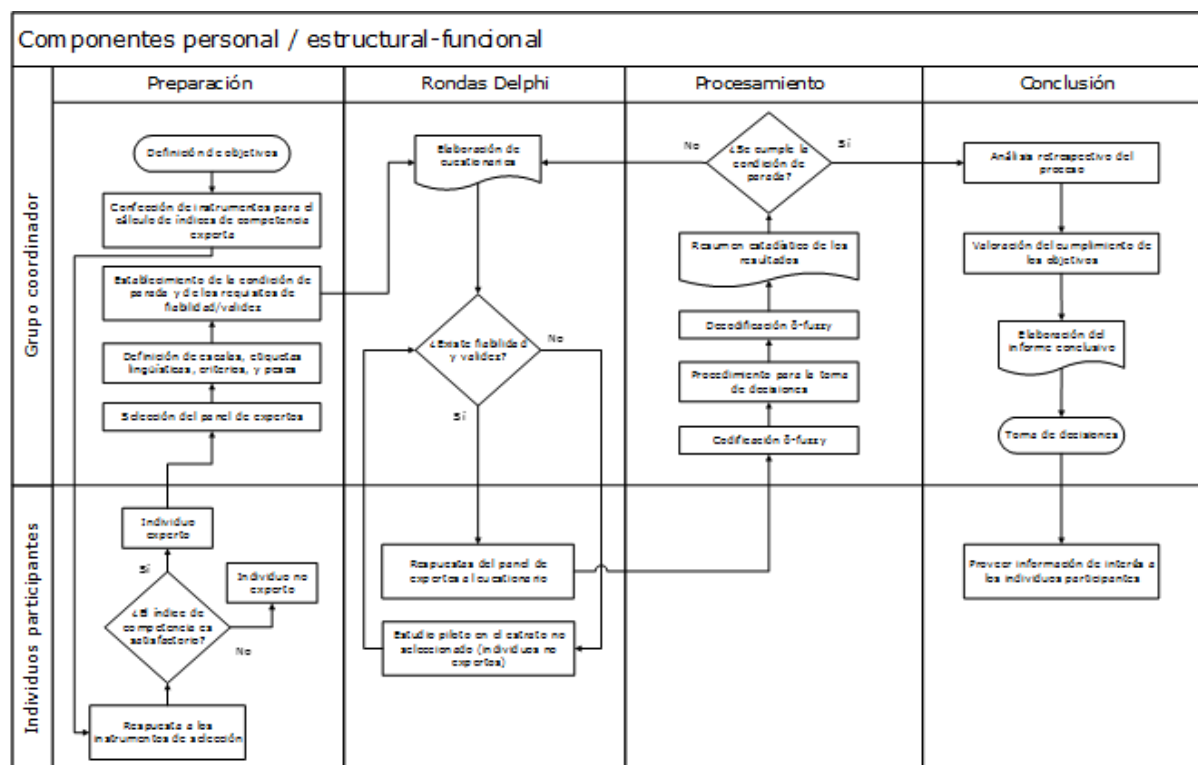 Componentes personal / estructural-funcional
Preparación
Rondas Delphi
Procesamiento
Conclusión
Grupo coordinador
Definición de objetivos
Confección de instrumentos para el
cálculo de índices de competencia
experta
Establecimiento de la condición de
parada y de los requisitos de
fiabilidad/validez
Definición de escalas, etiquetas
lingüísticas, criterios, y pesos
Selección del panel de expertos
Elaboración de
cuestionarios
¿Existe fiabilidad
y validez?
No
Sí
¿Se cumple la
condición de
parada?
No
Sí
Resumen estadístico de los
resultados
Decodificación δ-fuzzy
Procedimiento para la toma
de decisiones
Codificación δ-fuzzy
Análisis retrospectivo del
proceso
Valoración del cumplimiento de
los objetivos
Elaboración del
informe conclusivo
Toma de decisiones
Individuos participantes
Individuo
experto
Individuo no
experto
Sí
¿El índice de
competencia es
satisfactorio?
No
Respuesta a los
instrumentos de selección
Respuestas del panel de
expertos al cuestionario
Estudio piloto en el estrato no
seleccionado (individuos no
expertos)
Proveer información de interés a
los individuos participantes